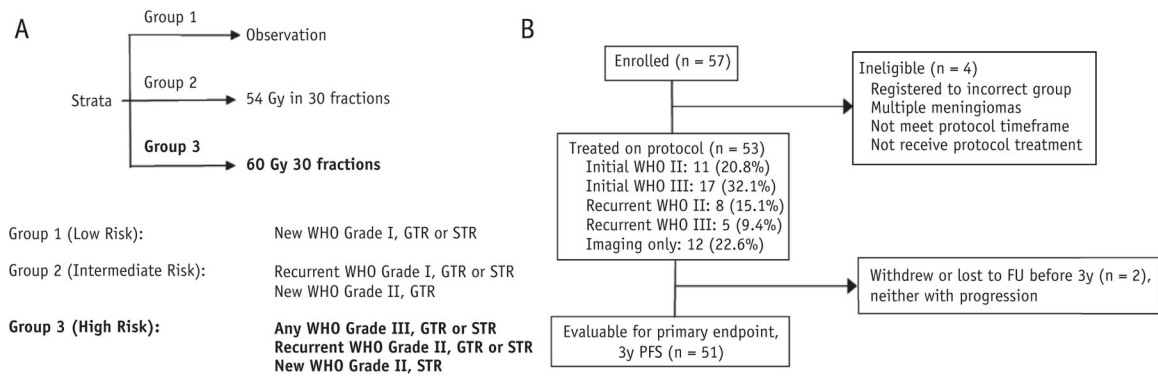 A
Group 1
Observation
Group 2
Strata
54 Gy in 30 fractions
Group 3
60 Gy 30 fractions
Group 1 (Low Risk): New WHO Grade I, GTR or STR
Group 2 (Intermediate Risk): Recurrent WHO Grade I, GTR or STR
New WHO Grade II, GTR
Group 3 (High Risk): Any WHO Grade III, GTR or STR
Recurrent WHO Grade II, GTR or STR
New WHO Grade II, STR
B
Enrolled (n = 57)
Ineligible (n = 4)
Registered to incorrect group
Multiple meningiomas
Not meet protocol timeframe
Not receive protocol treatment
Treated on protocol (n = 53)
Initial WHO II: 11 (20.8%)
Initial WHO III: 17 (32.1%)
Recurrent WHO II: 8 (15.1%)
Recurrent WHO III: 5 (9.4%)
Imaging only: 12 (22.6%)
Withdrew or lost to FU before 3y (n = 2),
neither with progression
Evaluable for primary endpoint,
3y PFS (n = 51)